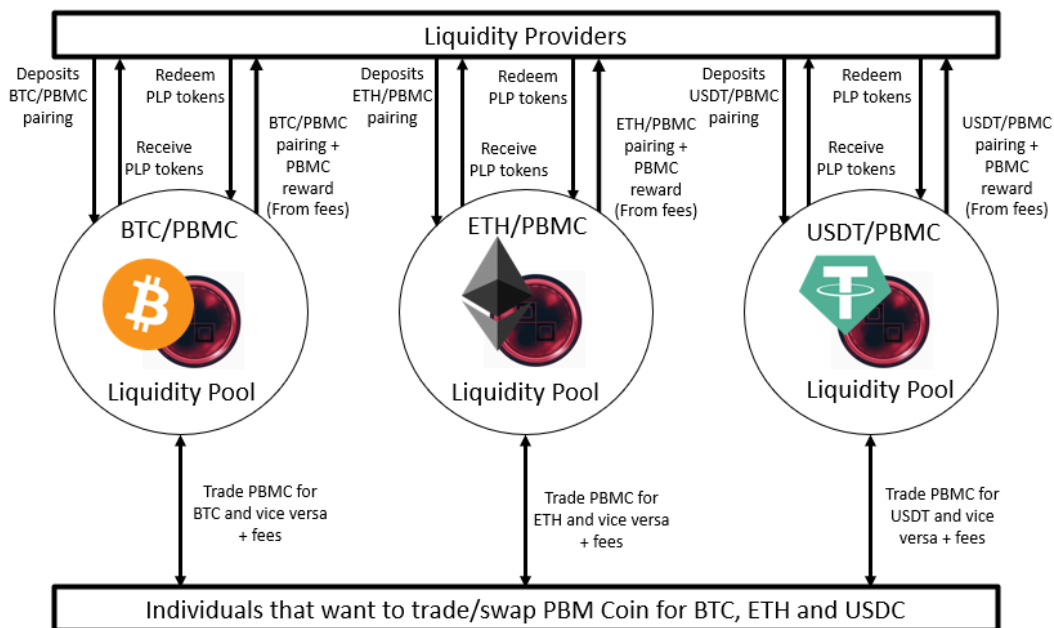 Liquidity Providers
Deposits
BTC/PBMC
pairing
Redeem
PLP tokens
Receive
PLP tokens
BTC/PBMC
pairing +
PBMC
reward
(From fees)
Deposits
ETH/PBMC
pairing
Redeem
PLP tokens
Receive
PLP tokens
ETH/PBMC
pairing +
PBMC
reward
(From fees)
Deposits
USDT/PBMC
pairing
Redeem
PLP tokens
Receive
PLP tokens
USDT/PBMC
pairing +
PBMC
reward
(From fees)
BTC/PBMC
Liquidity Pool
ETH/PBMC
Liquidity Pool
USDT/PBMC
Liquidity Pool
Trade PBMC for
BTC and vice versa
+ fees
Trade PBMC for
ETH and vice versa
+ fees
Trade PBMC for
USDT and vice
versa + fees
Individuals that want to trade/swap PBM Coin for BTC, ETH and USDC